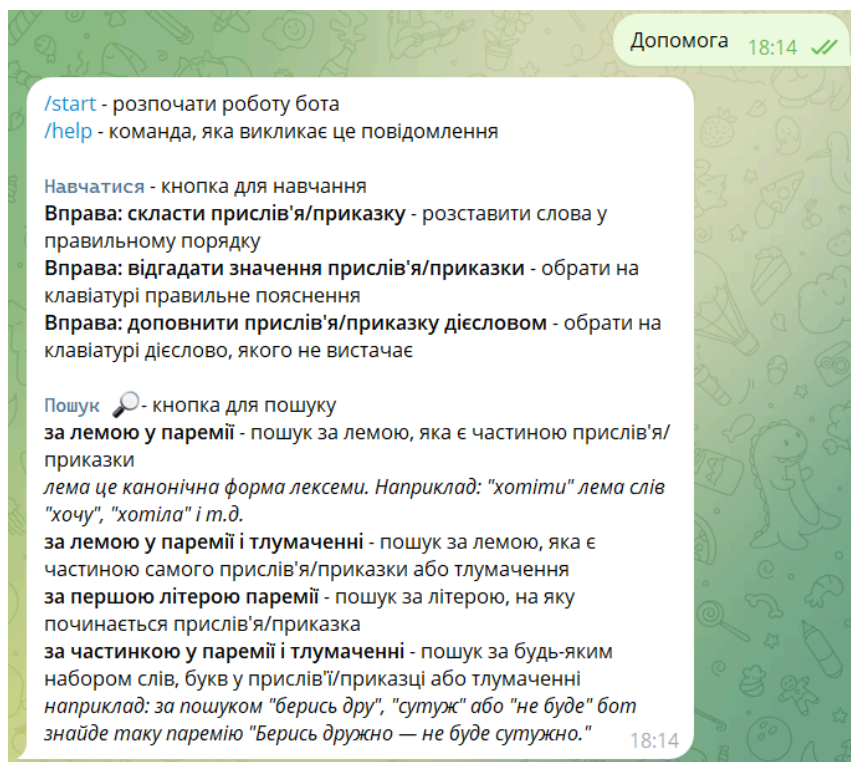 Допомога 18:14
/start - розпочати роботу бота
/help - команда, яка викликає це повідомлення
Навчатися - кнопка для навчання
Вправа: скласти прислів'я/приказку - розставити слова у
правильному порядку
Вправа: відгадати значення прислів'я/приказки - обрати на
клавіатурі правильне пояснення
Вправа: доповнити прислів'я/приказку дієсловом - обрати на
клавіатурі дієслово, якого не вистачає
Пошук 🔎- кнопка для пошуку
за лемою у паремії - пошук за лемою, яка є частиною прислів'я/
приказки
лема це канонічна форма лексеми. Наприклад: "хотіти" лема слів
"хочу", "хотіла" і т.д.
за лемою у паремії і тлумаченні - пошук за лемою, яка є
частиною самого прислів'я/приказки або тлумачення
за першою літерою паремії - пошук за літерою, на яку
починається прислів'я/приказка
за частинкою у паремії і тлумаченні - пошук за будь-яким
набором слів, букв у прислів'ї/приказці або тлумаченні
наприклад: за пошуком "берись дру", "сутуж" або "не буде" бот
знайде таку паремію "Берись дружно — не буде сутужно."
18:14